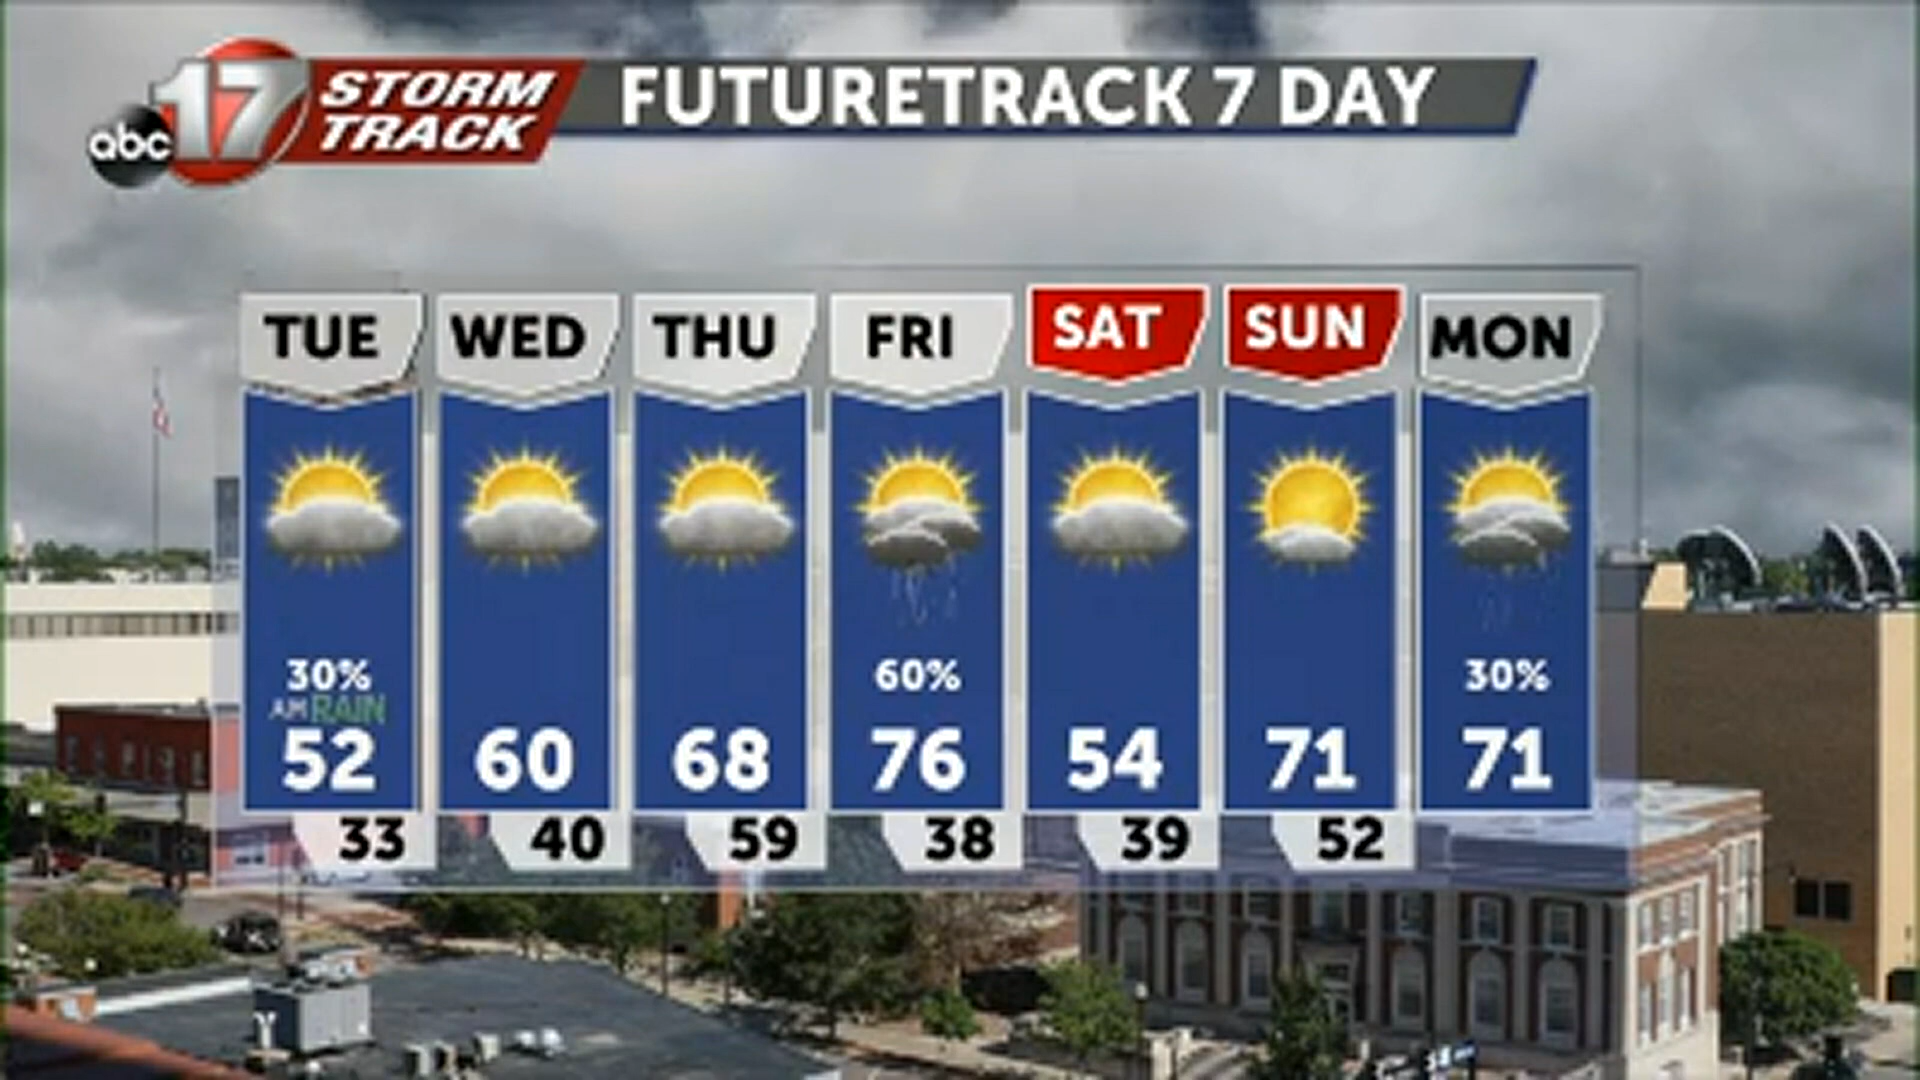 abc 17 STORM TRACK FUTURETRACK 7 DAY
TUE WED THU FRI SAT SUN MON
30% 60% 30%
AM RAIN
52 60 68 76 54 71 71
33 40 59 38 39 52